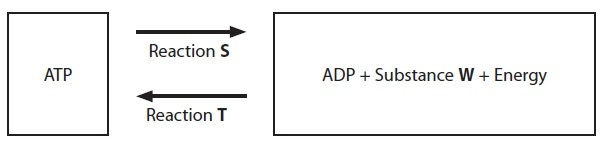 Reaction S
ATP
ADP + Substance W + Energy
Reaction T